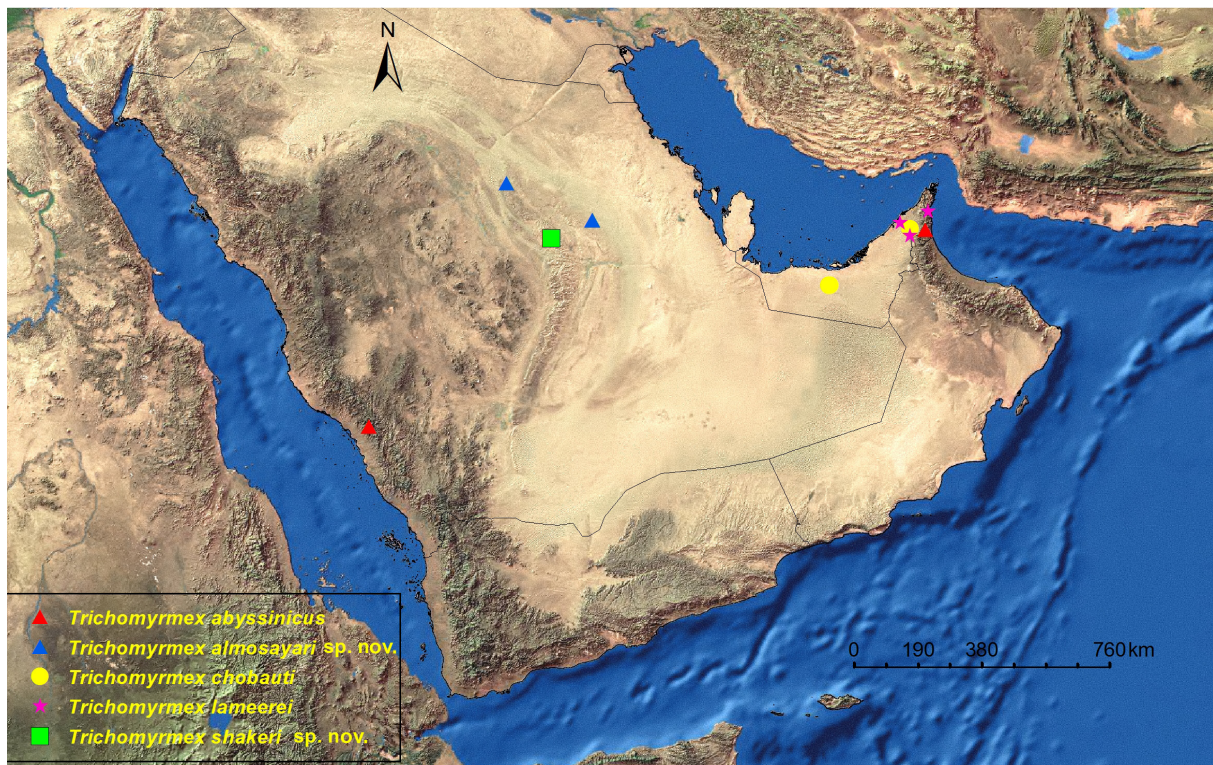 N
0 190 380 760 km
Trichomyrmex abyssinicus
Trichomyrmex almosayari sp. nov.
Trichomyrmex chobauti
Trichomyrmex lameerei
Trichomyrmex shakeri sp. nov.